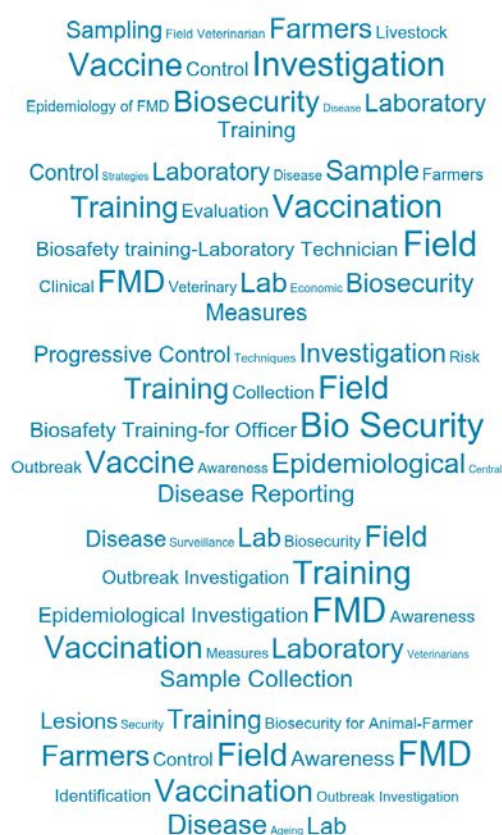 Sampling Field Veterinarian Farmers Livestock
Vaccine Control Investigation
Epidemiology of FMD Biosecurity Disease Laboratory
Training
Control Strategies Laboratory Disease Sample Farmers
Training Evaluation Vaccination
Biosafety training-Laboratory Technician Field
Clinical FMD Veterinary Lab Economic Biosecurity
Measures
Progressive Control Techniques Investigation Risk
Training Collection Field
Biosafety Training-for Officer Bio Security
Outbreak Vaccine Awareness Epidemiological Central
Disease Reporting
Disease Surveillance Lab Biosecurity Field
Outbreak Investigation Training
Epidemiological Investigation FMD Awareness
Vaccination Measures Laboratory Veterinarians
Sample Collection
Lesions Security Training Biosecurity for Animal-Farmer
Farmers Control Field Awareness FMD
Identification Vaccination Outbreak Investigation
Disease Ageing Lab